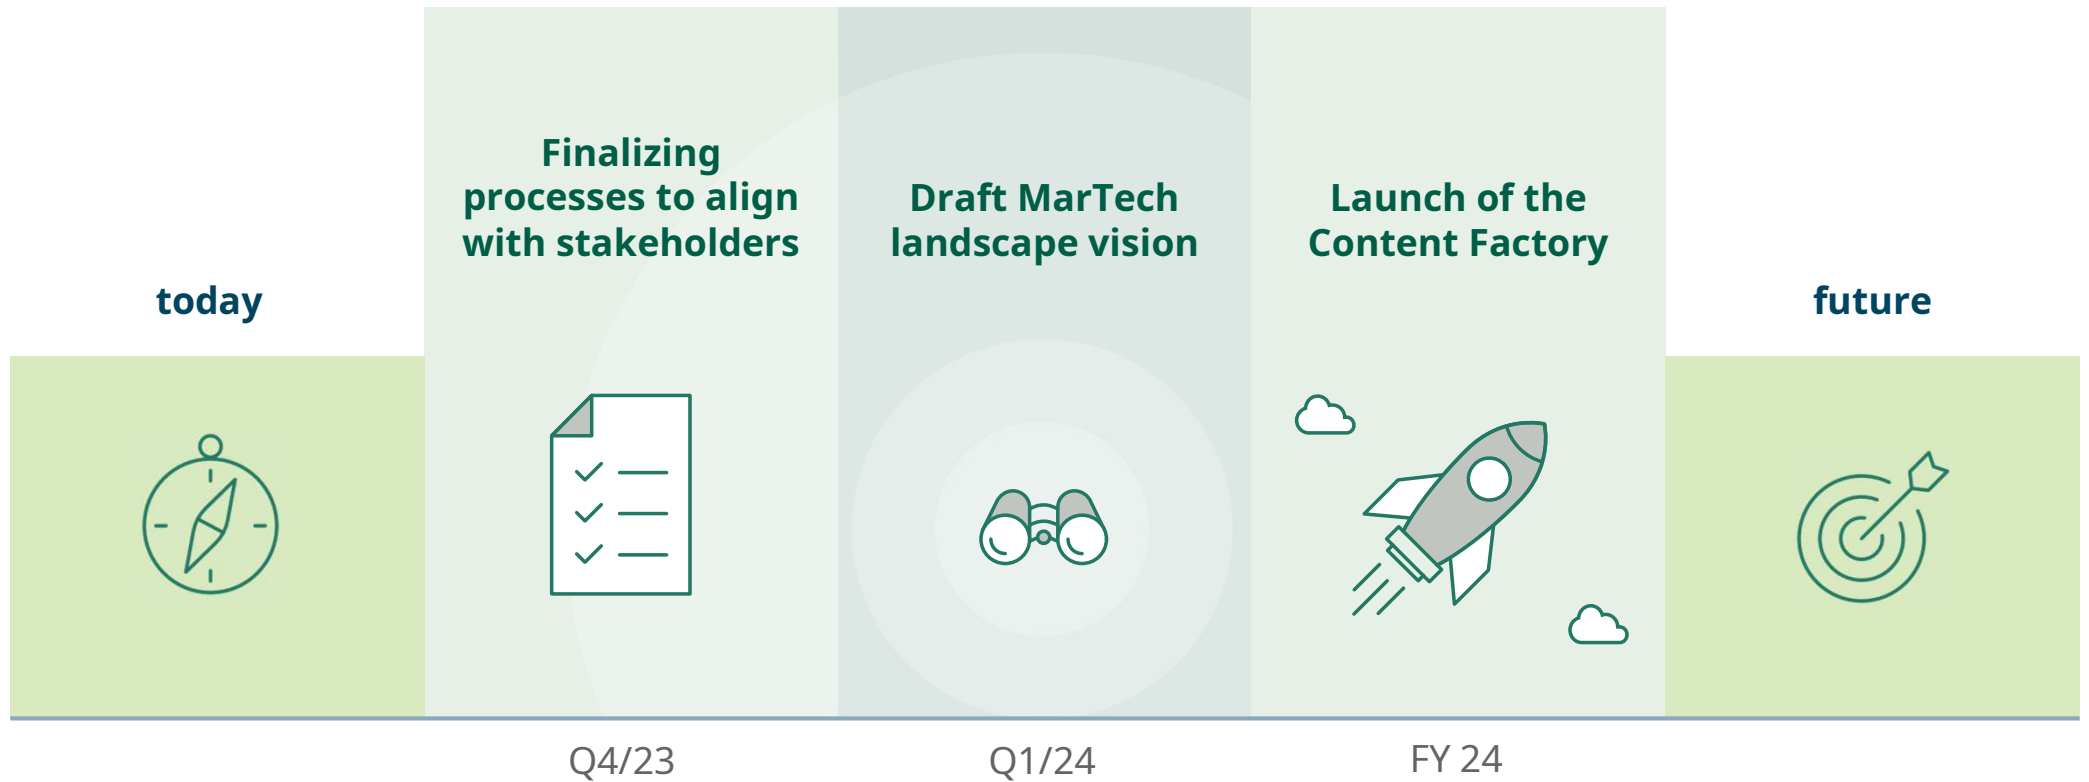 today
Finalizing
processes to align
with stakeholders
Draft MarTech
landscape vision
Launch of the
Content Factory
future
Q4/23
Q1/24
FY 24